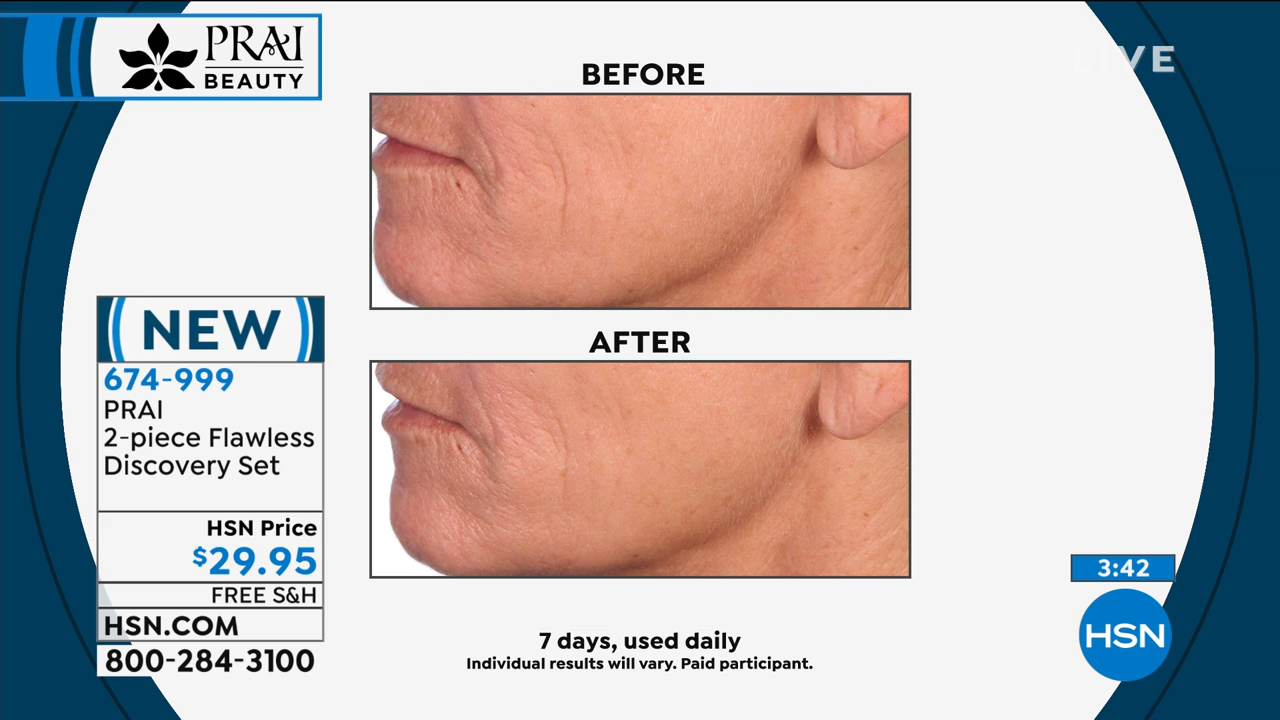 PRAI
BEAUTY
LIVE
BEFORE
AFTER
NEW
674-999
PRAI
2-piece Flawless
Discovery Set
HSN Price
$29.95
FREE S&H
HSN.COM
800-284-3100
7 days, used daily
Individual results will vary. Paid participant.
3:42
HSN